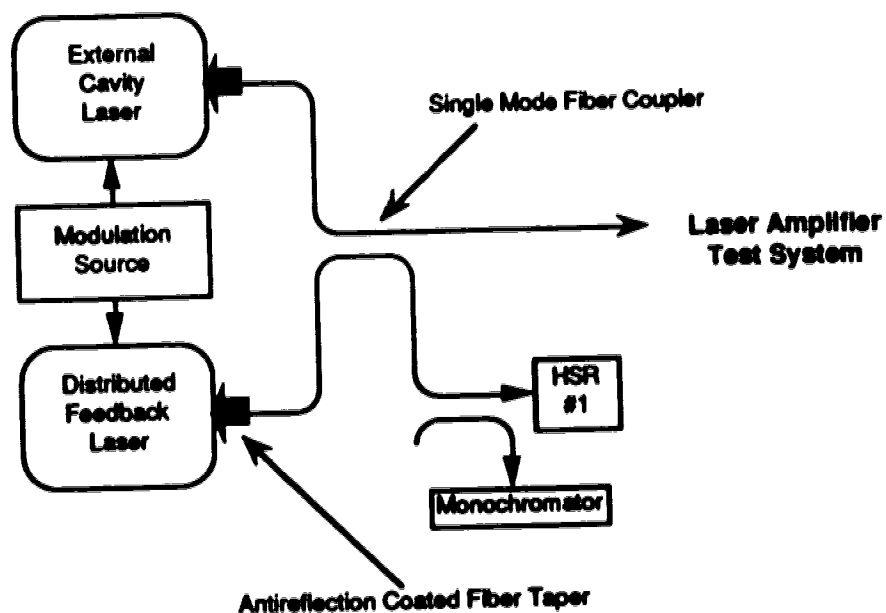 External
Cavity
Laser
Single Mode Fiber Coupler
Modulation
Source
Laser Amplifier
Test System
Distributed
Feedback
Laser
HSR
#1
Monochromator
Antireflection Coated Fiber Taper